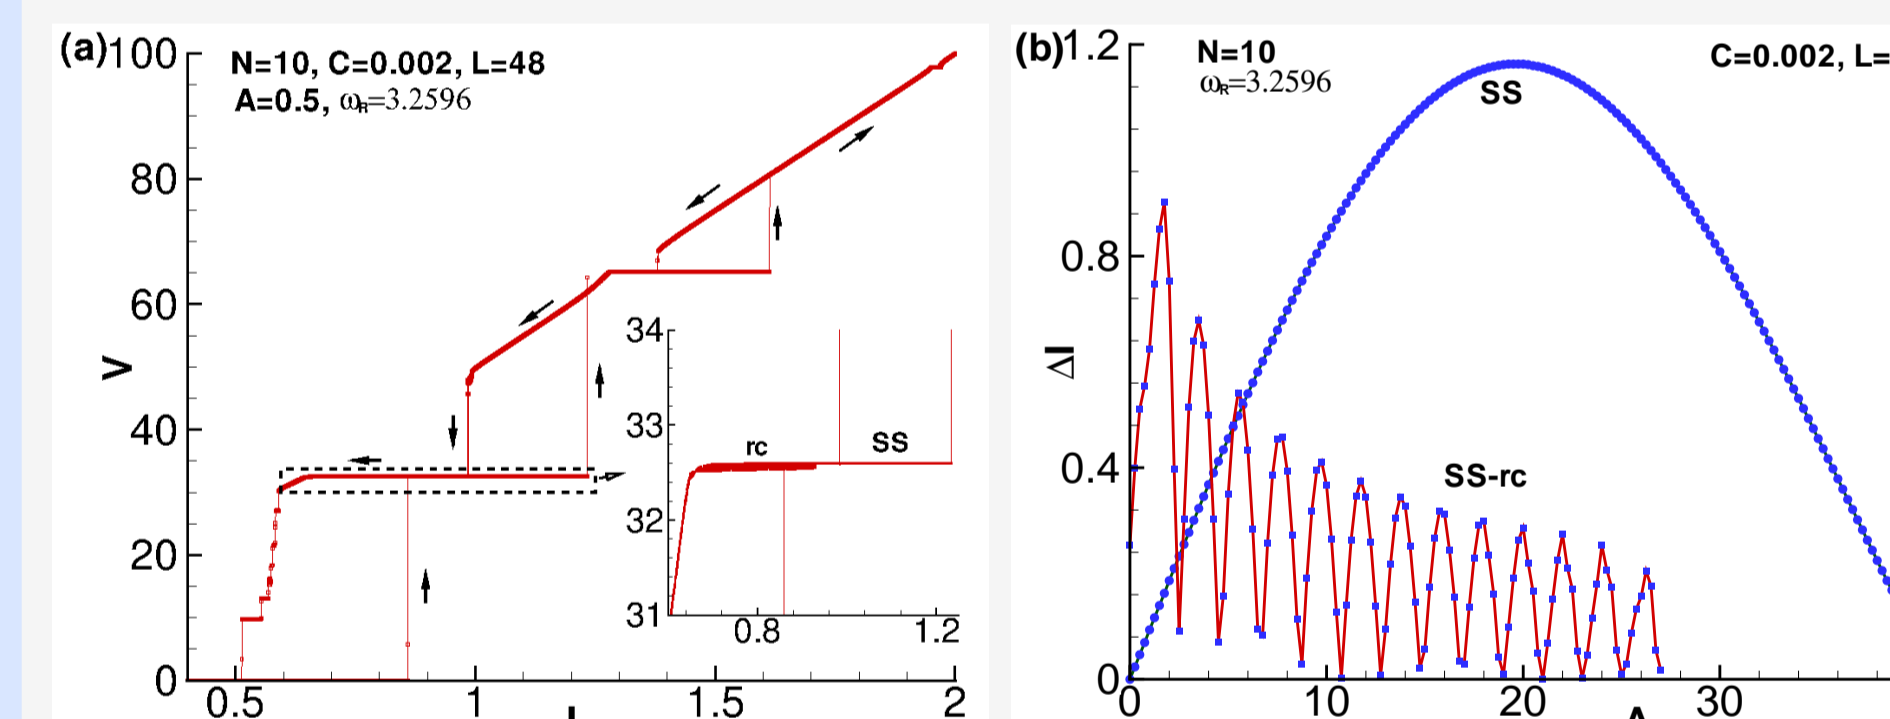 (a)
N=10, C=0.002, L=48
A=0.5, ωR=3.2596
V
100
80
60
40
20
0
0.5
1
1.5
2
34
33
32
31
0.8
1.2
rc
SS
(b)
N=10
ωR=3.2596
C=0.002, L=
ΔI
1.2
0.8
0.4
0
0
10
20
30
SS
SS-rc